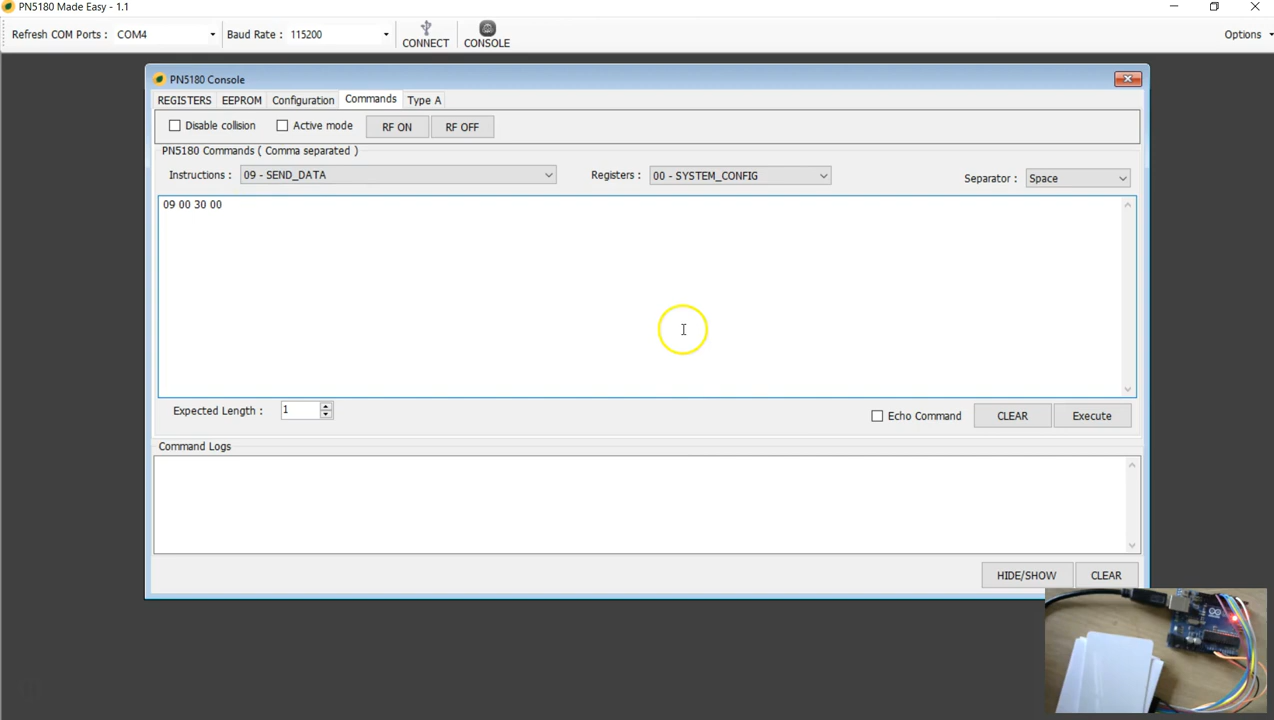 PN5180 Made Easy - 1.1
Refresh COM Ports : COM4 Baud Rate : 115200 CONNECT CONSOLE Options
PN5180 Console
REGISTERS EEPROM Configuration Commands Type A
Disable collision Active mode RF ON RF OFF
PN5180 Commands ( Comma separated )
Instructions : 09 - SEND_DATA Registers : 00 - SYSTEM_CONFIG Separator : Space
09 00 30 00
Expected Length : 1 Echo Command CLEAR Execute
Command Logs
HIDE/SHOW CLEAR